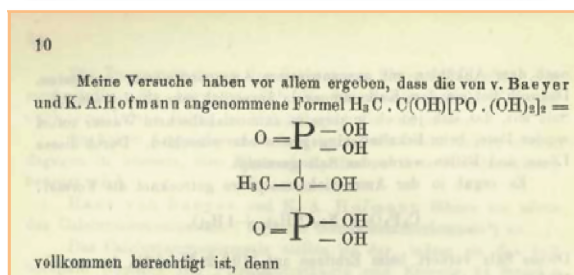 10
Meine Versuche haben vor allem ergeben, dass die von v. Baeyer
und K. A. Hofmann angenommene Formel H₃C . C(OH)[PO . (OH)₂]₂ =
O=P—OH
—OH
H₃C—C—OH
O=P—OH
—OH
vollkommen berechtigt ist, denn